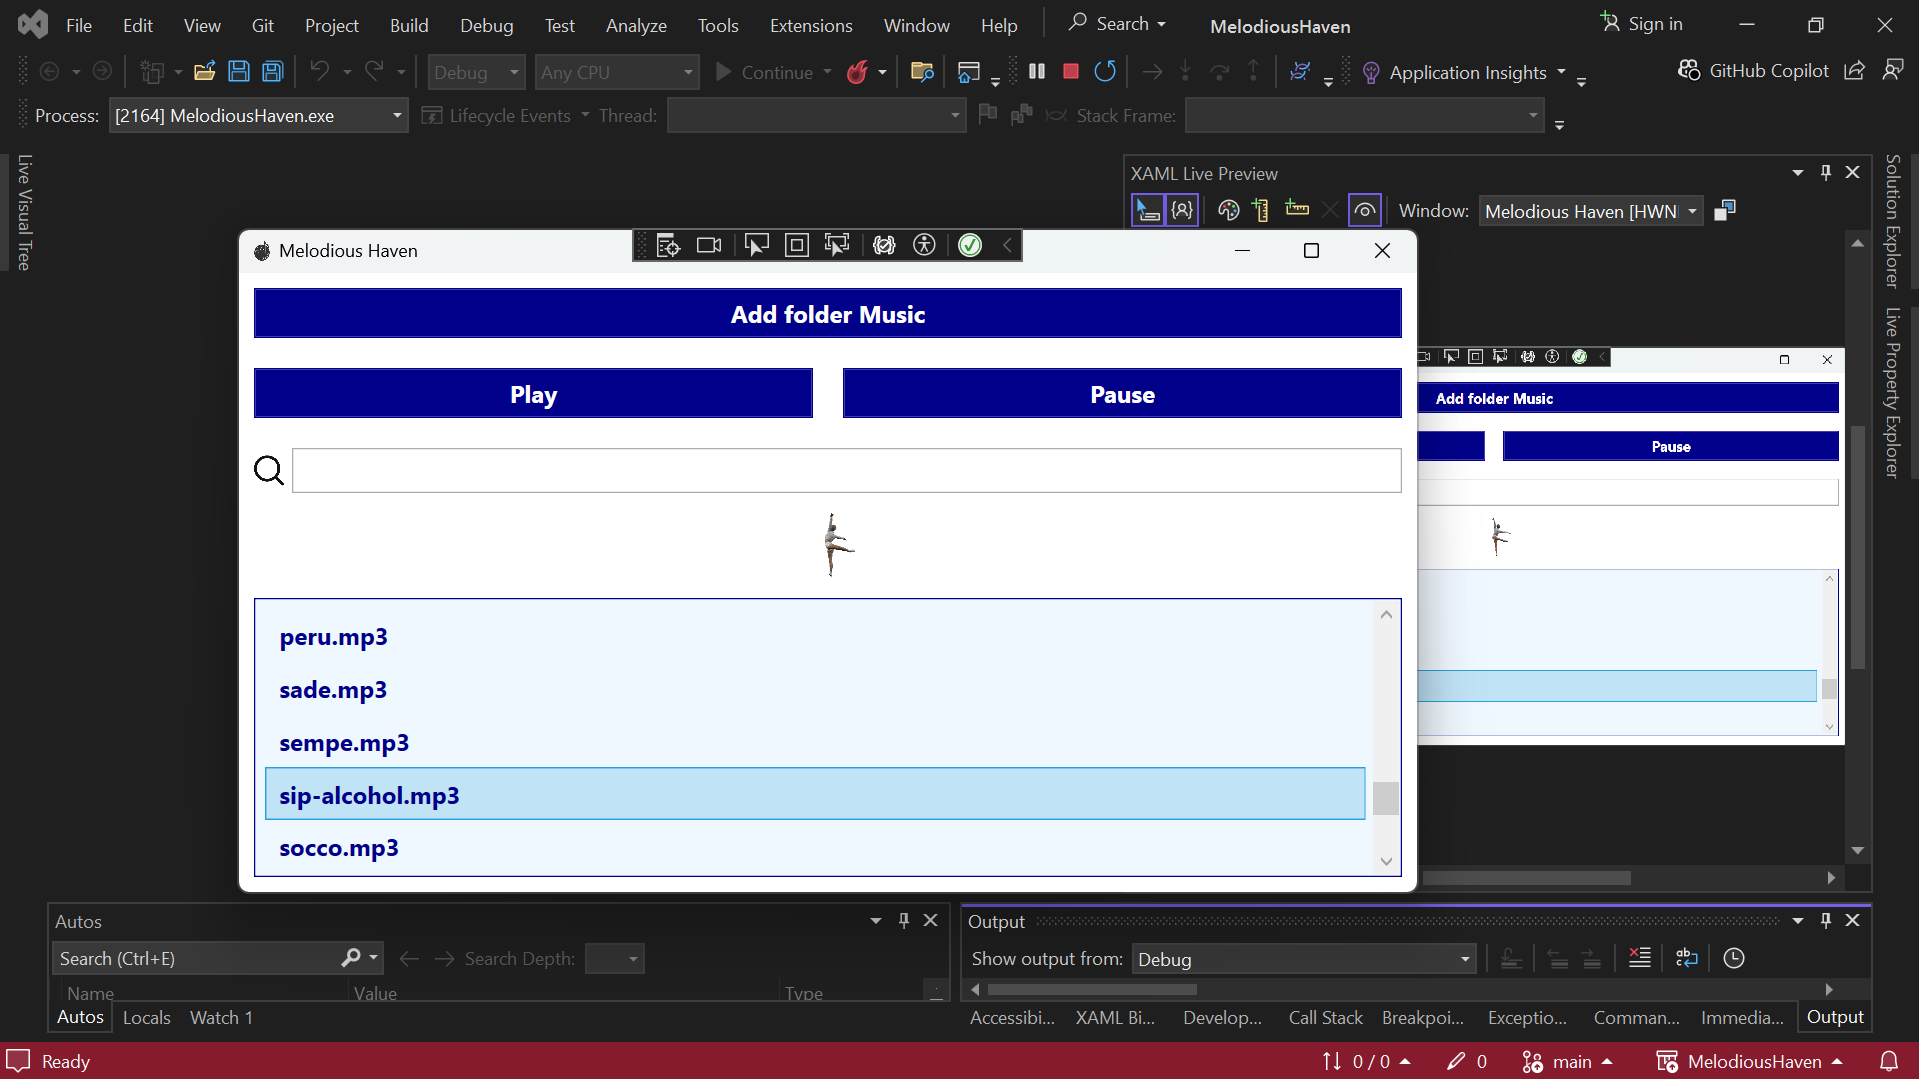 File Edit View Git Project Build Debug Test Analyze Tools Extensions Window Help Search MelodiousHaven Sign in
Debug Any CPU Continue Application Insights GitHub Copilot
Process: [2164] MelodiousHaven.exe Lifecycle Events Thread: Stack Frame:
Live Visual Tree
XAML Live Preview
Window: Melodious Haven [HWN
Solution Explorer
Live Property Explorer
Melodious Haven
Add folder Music
Play Pause
peru.mp3
sade.mp3
sempe.mp3
sip-alcohol.mp3
socco.mp3
Add folder Music
Pause
Autos
Search (Ctrl+E) Search Depth:
Name Value Type
Autos Locals Watch 1
Output
Show output from: Debug
Accessibi... XAML Bi... Develop... Call Stack Breakpoi... Exceptio... Comman... Immedia... Output
Ready 0 / 0 0 main MelodiousHaven